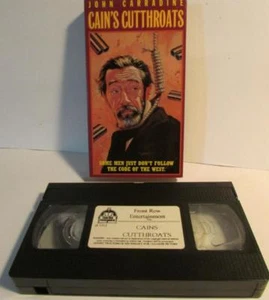 JOHN CARRADINE
CAIN'S CUTTHROATS
SOME MEN JUST DON'T FOLLOW
THE CODE OF THE WEST.
Front Row
Entertainment
CAINS
CUTTHROATS